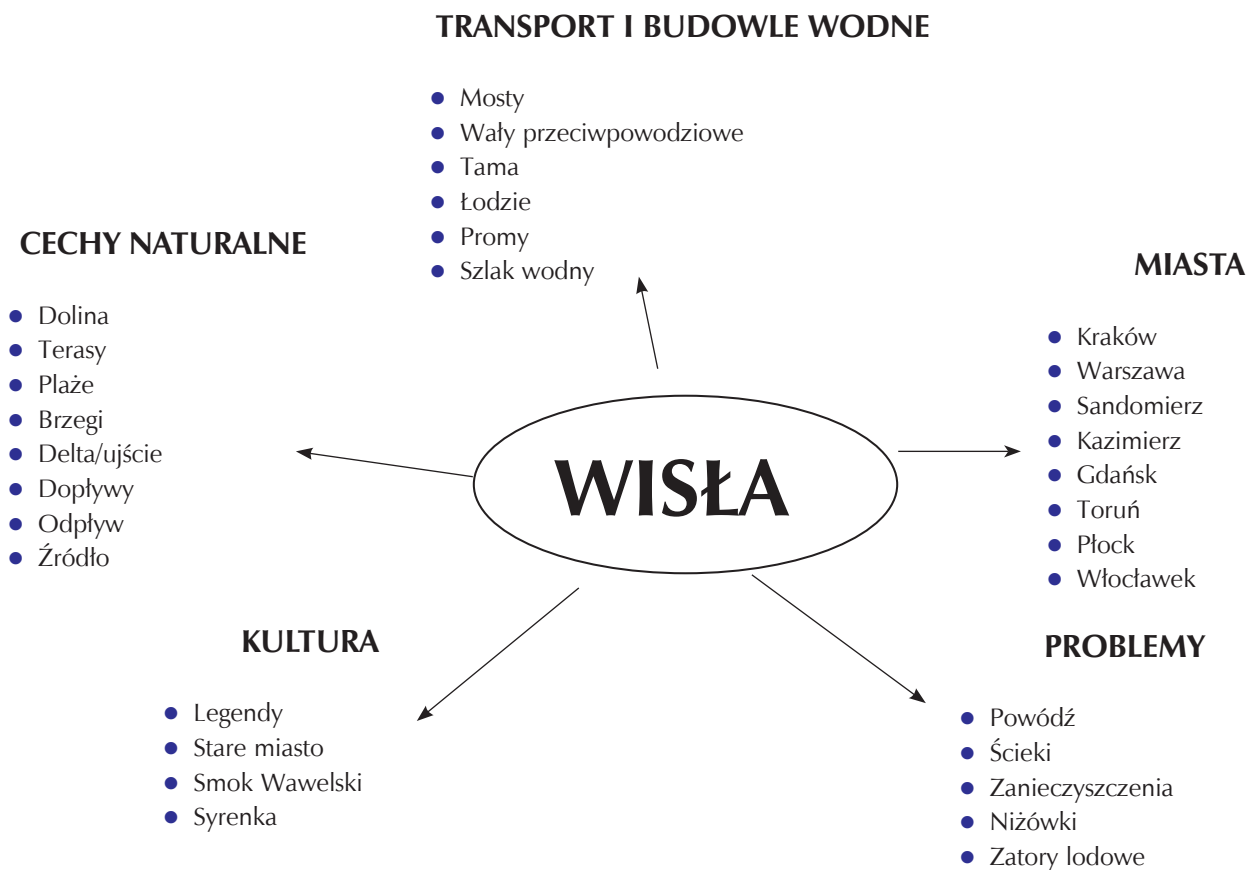 TRANSPORT I BUDOWLE WODNE
● Mosty
● Wały przeciwpowodziowe
● Tama
● Łodzie
● Promy
● Szlak wodny
CECHY NATURALNE
● Dolina
● Terasy
● Plaże
● Brzegi
● Delta/ujście
● Dopływy
● Odpływ
● Źródło
MIASTA
● Kraków
● Warszawa
● Sandomierz
● Kazimierz
● Gdańsk
● Toruń
● Płock
● Włocławek
WISŁA
KULTURA
● Legendy
● Stare miasto
● Smok Wawelski
● Syrenka
PROBLEMY
● Powódź
● Ścieki
● Zanieczyszczenia
● Niżówki
● Zatory lodowe